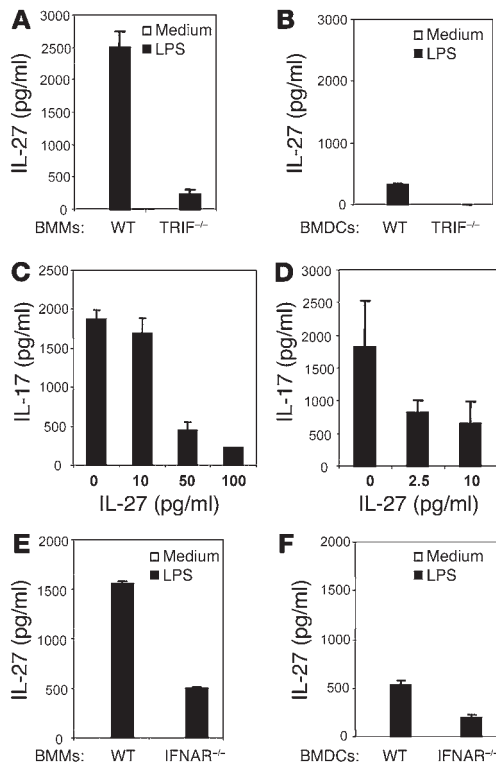 A
IL-27 (pg/ml)
3000
2500
2000
1500
1000
500
0
Medium
LPS
BMMs: WT TRIF⁻/⁻
B
IL-27 (pg/ml)
3000
2000
1000
0
Medium
LPS
BMDCs: WT TRIF⁻/⁻
C
IL-17 (pg/ml)
2000
1500
1000
500
0
0 10 50 100
IL-27 (pg/ml)
D
IL-17 (pg/ml)
3000
2500
2000
1500
1000
500
0
0 2.5 10
IL-27 (pg/ml)
E
IL-27 (pg/ml)
2000
1500
1000
500
0
Medium
LPS
BMMs: WT IFNAR⁻/⁻
F
IL-27 (pg/ml)
2000
1500
1000
500
0
Medium
LPS
BMDCs: WT IFNAR⁻/⁻